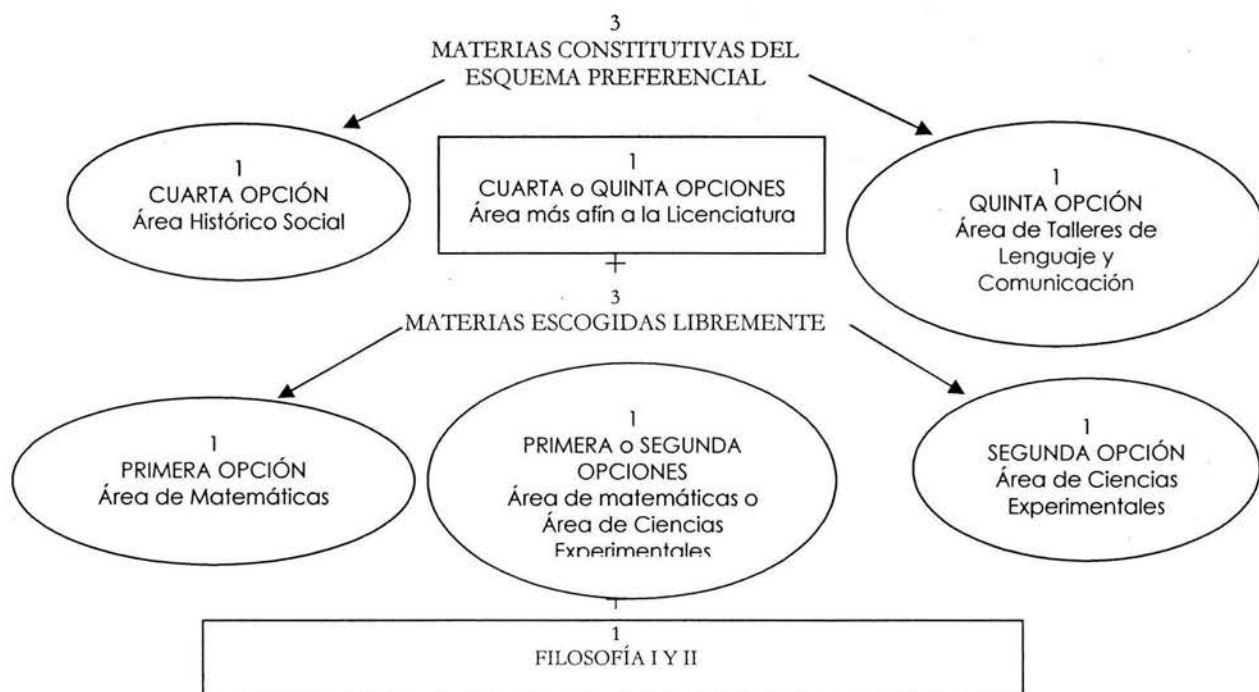 3
MATERIAS CONSTITUTIVAS DEL
ESQUEMA PREFERENCIAL
1
CUARTA OPCIÓN
Área Histórico Social
1
CUARTA o QUINTA OPCIONES
Área más afín a la Licenciatura
1
QUINTA OPCIÓN
Área de Talleres de
Lenguaje y
Comunicación
+
3
MATERIAS ESCOGIDAS LIBREMENTE
1
PRIMERA OPCIÓN
Área de Matemáticas
1
PRIMERA o SEGUNDA
OPCIONES
Área de matemáticas o
Área de Ciencias
Experimentales
1
SEGUNDA OPCIÓN
Área de Ciencias
Experimentales
+
1
FILOSOFÍA I Y II